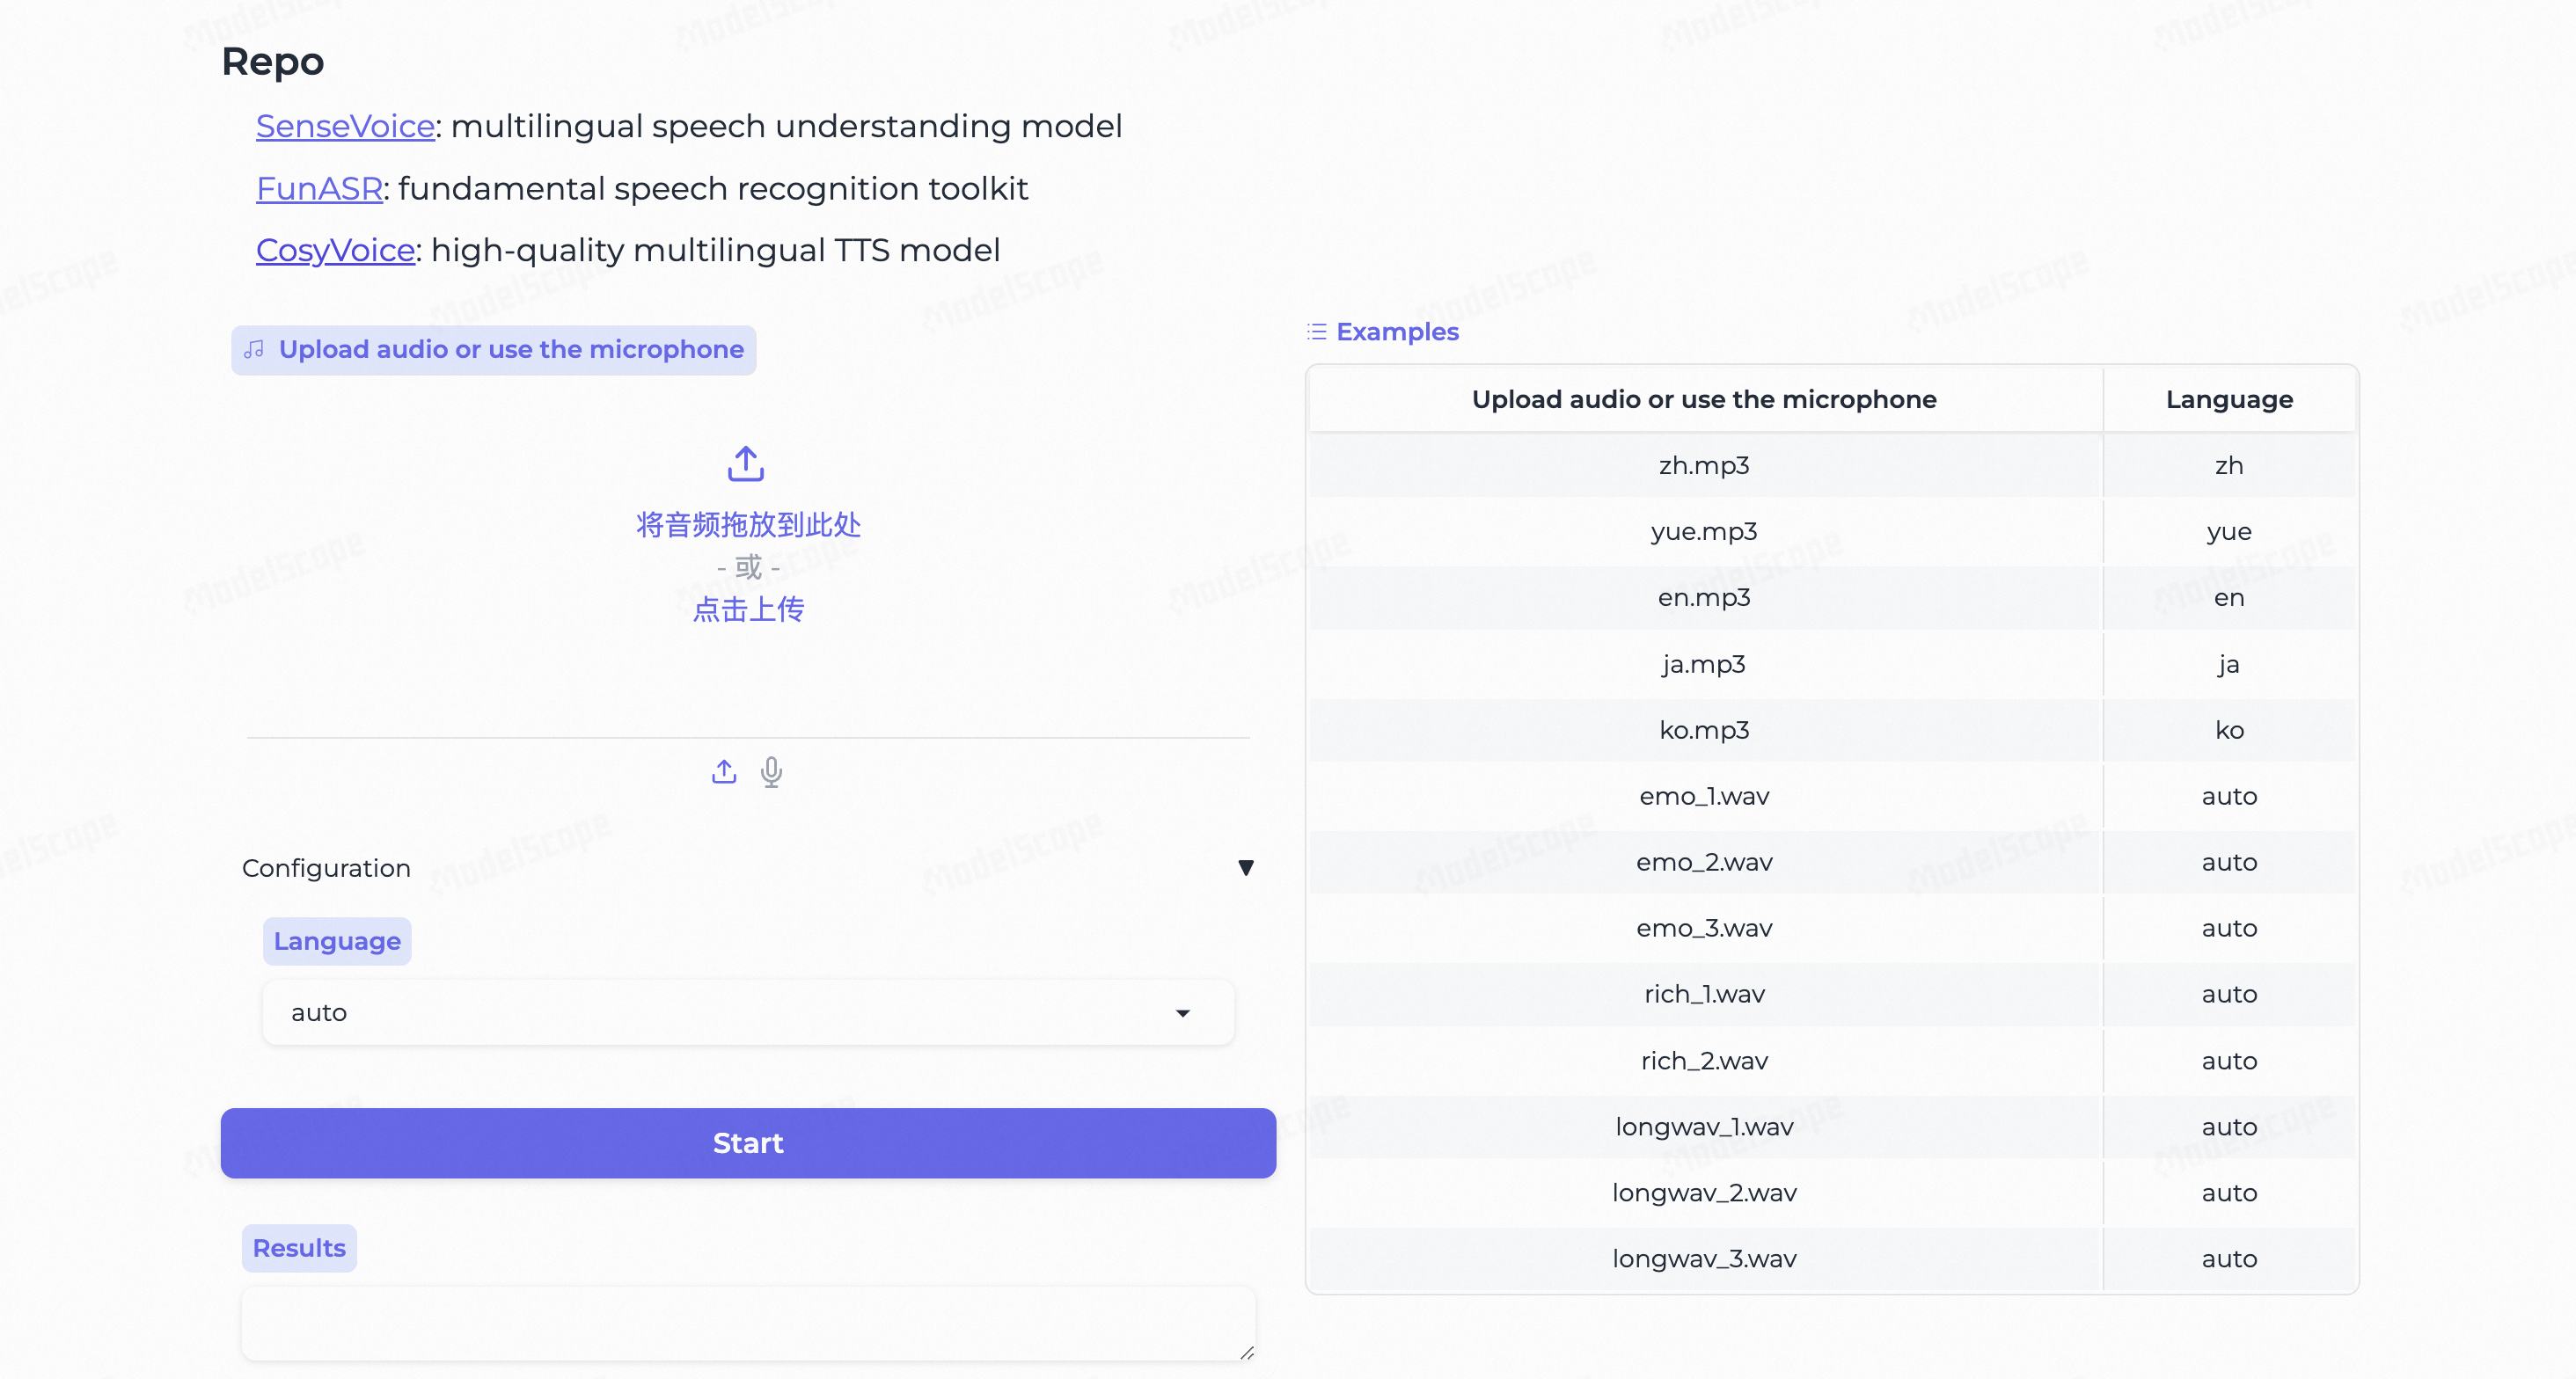 Repo
SenseVoice: multilingual speech understanding model
FunASR: fundamental speech recognition toolkit
CosyVoice: high-quality multilingual TTS model
Upload audio or use the microphone
将音频拖放到此处
- 或 -
点击上传
Configuration
Language
auto
Start
Results
Examples
Upload audio or use the microphone Language
zh.mp3 zh
yue.mp3 yue
en.mp3 en
ja.mp3 ja
ko.mp3 ko
emo_1.wav auto
emo_2.wav auto
emo_3.wav auto
rich_1.wav auto
rich_2.wav auto
longwav_1.wav auto
longwav_2.wav auto
longwav_3.wav auto
ModelScope